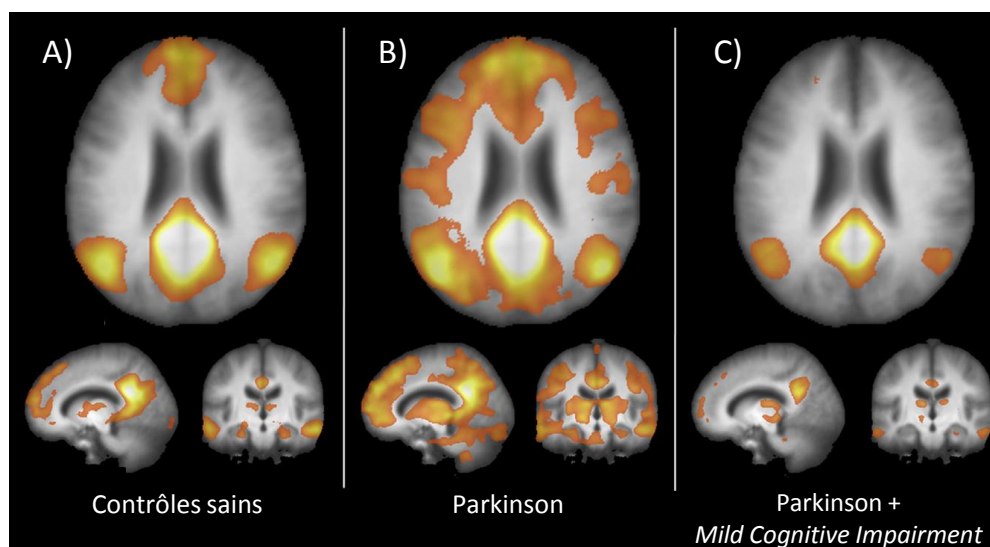 A)
B)
C)
Contrôles sains
Parkinson
Parkinson +
Mild Cognitive Impairment